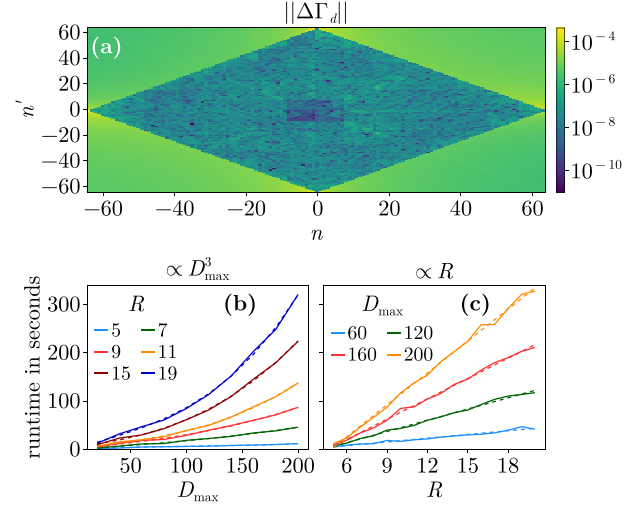 ||ΔΓ_d||
(a)
60
40
20
0
−20
−40
−60
n′
−60 −40 −20 0 20 40 60
n
10^−4
10^−6
10^−8
10^−10
∝ D^3_max
∝ R
(b)
R
5 7
9 11
15 19
300
200
100
0
runtime in seconds
50 100 150 200
D_max
(c)
D_max
60 120
160 200
6 9 12 15 18
R